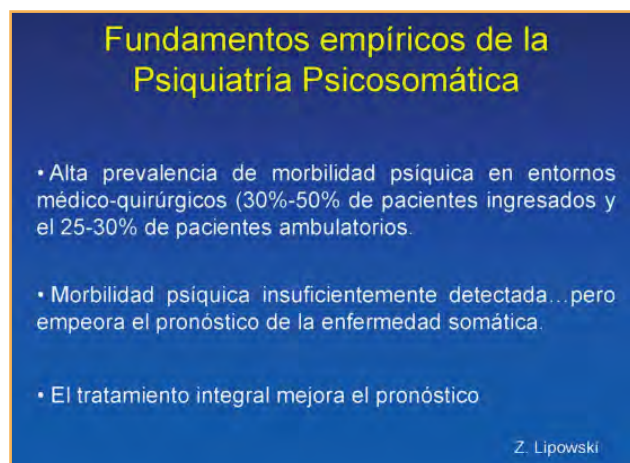 Fundamentos empíricos de la
Psiquiatría Psicosomática
• Alta prevalencia de morbilidad psíquica en entornos
médico-quirúrgicos (30%-50% de pacientes ingresados y
el 25-30% de pacientes ambulatorios.
• Morbilidad psíquica insuficientemente detectada...pero
empeora el pronóstico de la enfermedad somática.
• El tratamiento integral mejora el pronóstico
Z. Lipowski